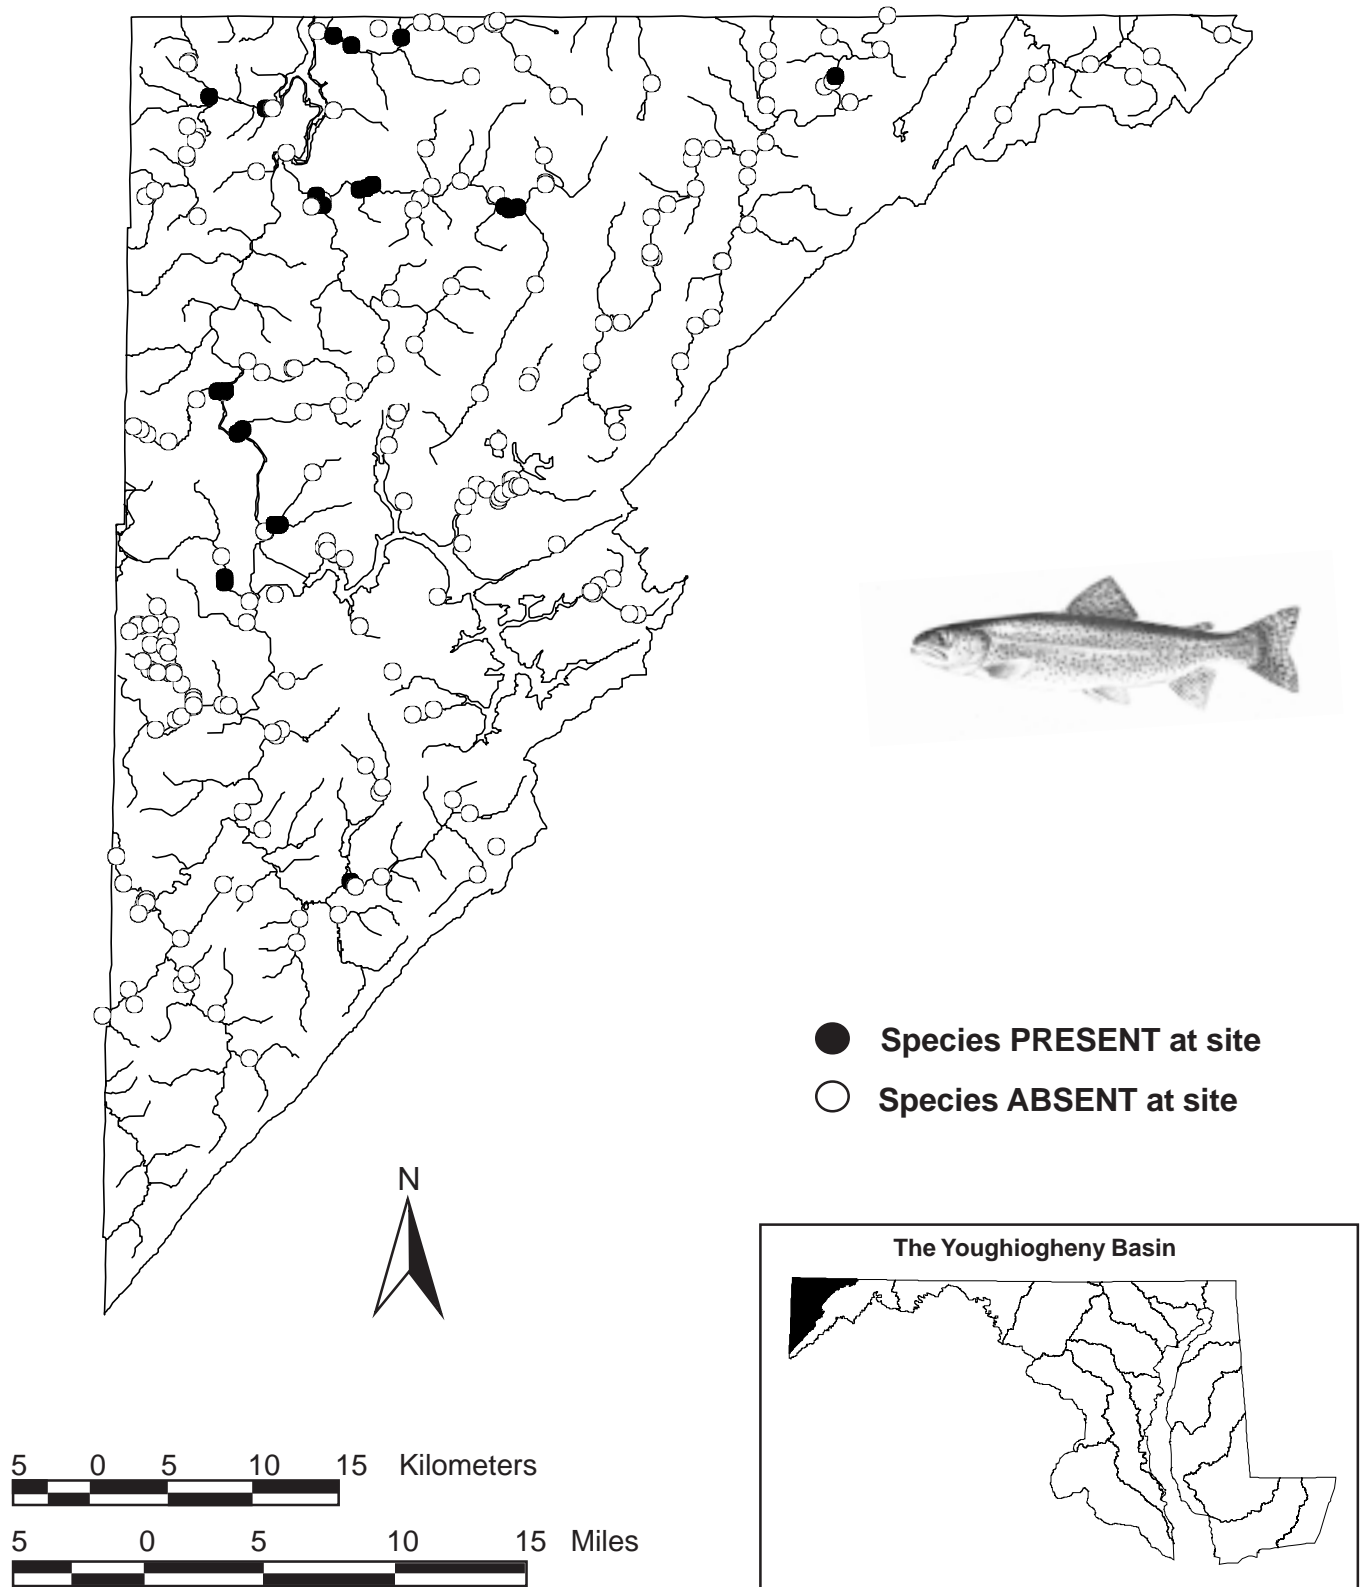 Species PRESENT at site
Species ABSENT at site
N
The Youghiogheny Basin
5 0 5 10 15 Kilometers
5 0 5 10 15 Miles